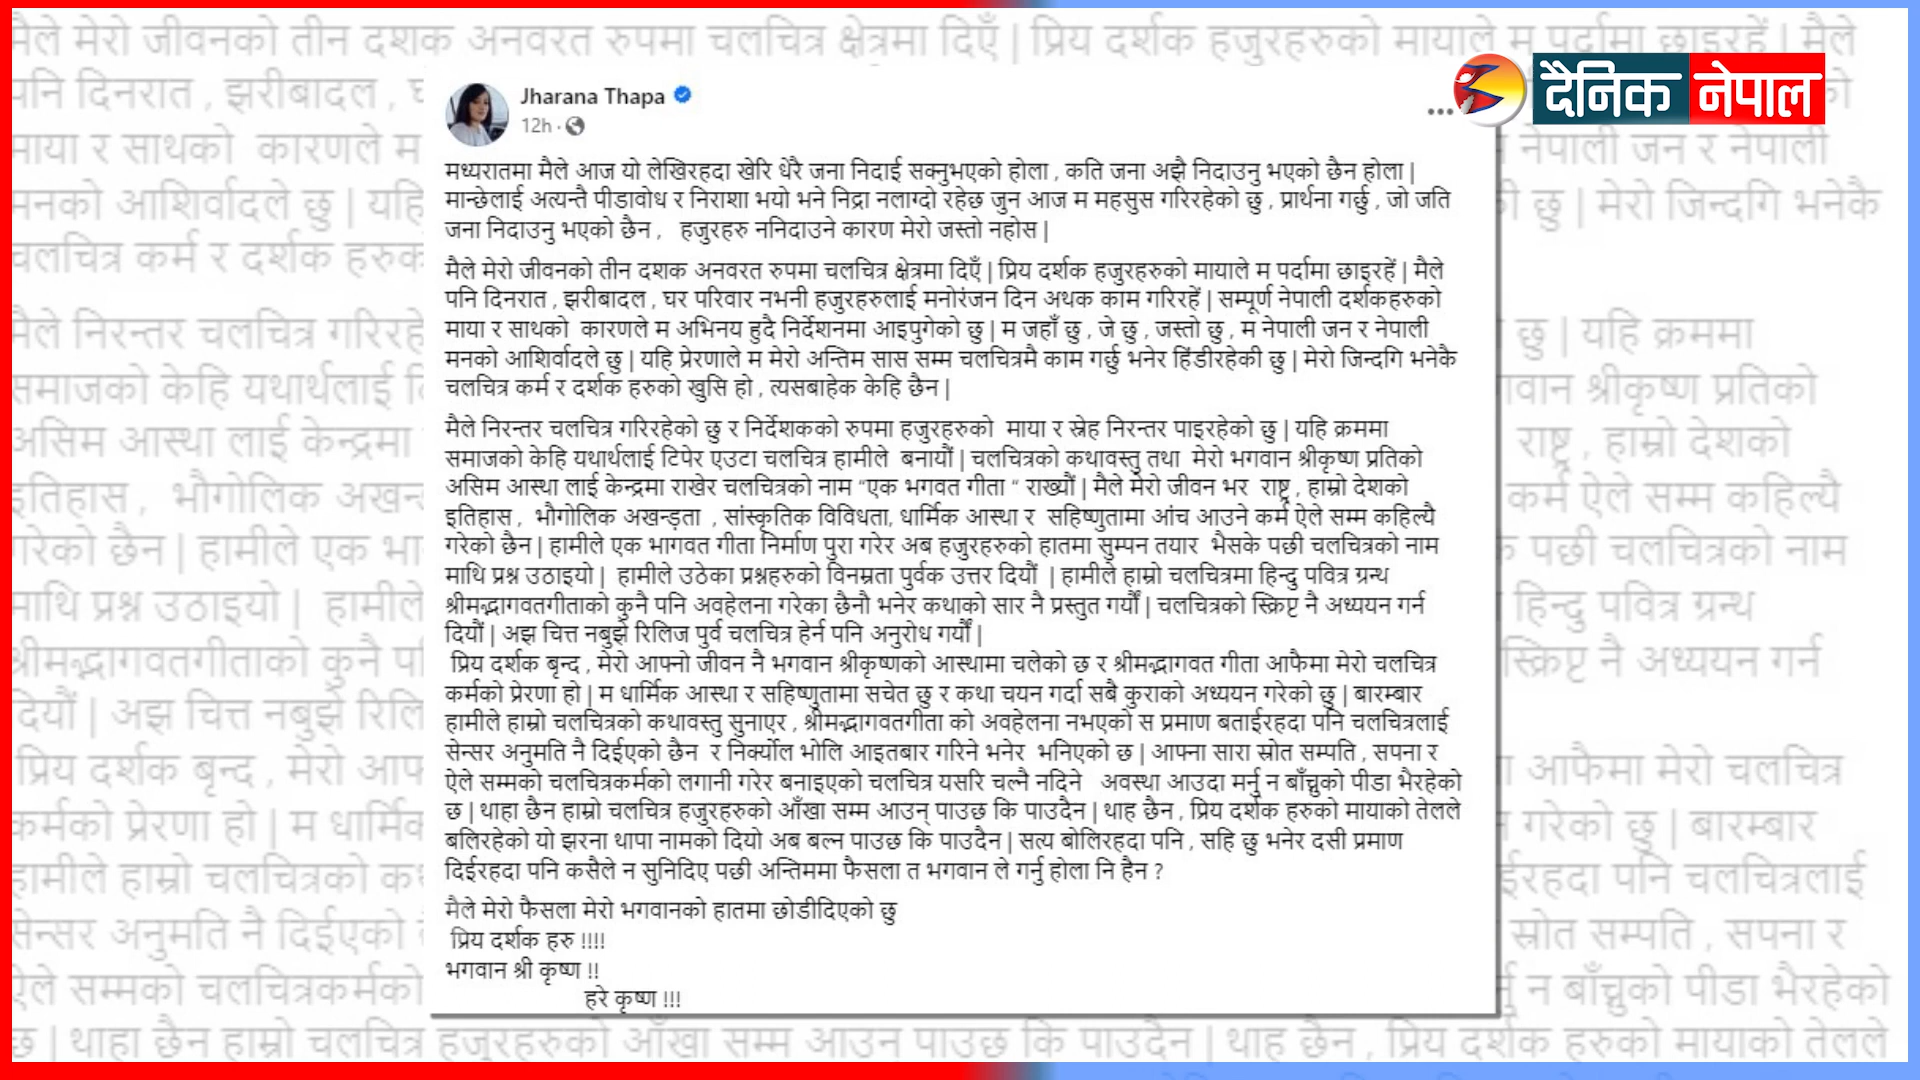 दैनिक नेपाल
Jharana Thapa
12h
मध्यरातमा मैले आज यो लेखिरहदा खेरि धेरै जना निदाई सक्नुभएको होला , कति जना अझै निदाउनु भएको छैन होला |
मान्छेलाई अत्यन्तै पीडावोध र निराशा भयो भने निद्रा नलाग्दो रहेछ जुन आज म महसुस गरिरहेको छु , प्रार्थना गर्छु , जो जति
जना निदाउनु भएको छैन , हजुरहरु ननिदाउने कारण मेरो जस्तो नहोस |
मैले मेरो जीवनको तीन दशक अनवरत रुपमा चलचित्र क्षेत्रमा दिएँ | प्रिय दर्शक हजुरहरुको मायाले म पर्दामा छाइरहें | मैले
पनि दिनरात , झरीबादल , घर परिवार नभनी हजुरहरुलाई मनोरंजन दिन अथक काम गरिरहें | सम्पूर्ण नेपाली दर्शकहरुको
माया र साथको कारणले म अभिनय हुदै निर्देशनमा आइपुगेको छु | म जहाँ छु , जे छु , जस्तो छु , म नेपाली जन र नेपाली
मनको आशिर्वादले छु | यहि प्रेरणाले म मेरो अन्तिम सास सम्म चलचित्रमै काम गर्छु भनेर हिंडीरहेकी छु | मेरो जिन्दगि भनेकै
चलचित्र कर्म र दर्शक हरुको खुसि हो , त्यसबाहेक केहि छैन |
मैले निरन्तर चलचित्र गरिरहेको छु र निर्देशकको रुपमा हजुरहरुको माया र स्नेह निरन्तर पाइरहेको छु | यहि क्रममा
समाजको केहि यथार्थलाई टिपेर एउटा चलचित्र हामीले बनायौं | चलचित्रको कथावस्तु तथा मेरो भगवान श्रीकृष्ण प्रतिको
असिम आस्था लाई केन्द्रमा राखेर चलचित्रको नाम “एक भगवत गीता “ राख्यौं | मैले मेरो जीवन भर राष्ट्र , हाम्रो देशको
इतिहास , भौगोलिक अखन्ड़ता , सांस्कृतिक विविधता, धार्मिक आस्था र सहिष्णुतामा आंच आउने कर्म ऐले सम्म कहिल्यै
गरेको छैन | हामीले एक भागवत गीता निर्माण पुरा गरेर अब हजुरहरुको हातमा सुम्पन तयार भैसके पछी चलचित्रको नाम
माथि प्रश्न उठाइयो | हामीले उठेका प्रश्नहरुको विनम्रता पुर्वक उत्तर दियौं | हामीले हाम्रो चलचित्रमा हिन्दु पवित्र ग्रन्थ
श्रीमद्भागवतगीताको कुनै पनि अवहेलना गरेका छैनौ भनेर कथाको सार नै प्रस्तुत गर्यौं | चलचित्रको स्क्रिप्ट नै अध्ययन गर्न
दियौं | अझ चित्त नबुझे रिलिज पुर्व चलचित्र हेर्न पनि अनुरोध गर्यौं |
प्रिय दर्शक बृन्द , मेरो आफ्नो जीवन नै भगवान श्रीकृष्णको आस्थामा चलेको छ र श्रीमद्भागवत गीता आफैमा मेरो चलचित्र
कर्मको प्रेरणा हो | म धार्मिक आस्था र सहिष्णुतामा सचेत छु र कथा चयन गर्दा सबै कुराको अध्ययन गरेको छु | बारम्बार
हामीले हाम्रो चलचित्रको कथावस्तु सुनाएर , श्रीमद्भागवतगीता को अवहेलना नभएको स प्रमाण बताईरहदा पनि चलचित्रलाई
सेन्सर अनुमति नै दिईएको छैन र निर्क्योल भोलि आइतबार गरिने भनेर भनिएको छ | आफ्ना सारा स्रोत सम्पति , सपना र
ऐले सम्मको चलचित्रकर्मको लगानी गरेर बनाइएको चलचित्र यसरि चल्नै नदिने अवस्था आउदा मर्नु न बाँच्नुको पीडा भैरहेको
छ | थाहा छैन हाम्रो चलचित्र हजुरहरुको आँखा सम्म आउन् पाउछ कि पाउदैन | थाह छैन , प्रिय दर्शक हरुको मायाको तेलले
बलिरहेको यो झरना थापा नामको दियो अब बल्न पाउछ कि पाउदैन | सत्य बोलिरहदा पनि , सहि छु भनेर दसी प्रमाण
दिईरहदा पनि कसैले न सुनिदिए पछी अन्तिममा फैसला त भगवान ले गर्नु होला नि हैन ?
मैले मेरो फैसला मेरो भगवानको हातमा छोडीदिएको छु
प्रिय दर्शक हरु !!!!
भगवान श्री कृष्ण !!
हरे कृष्ण !!!